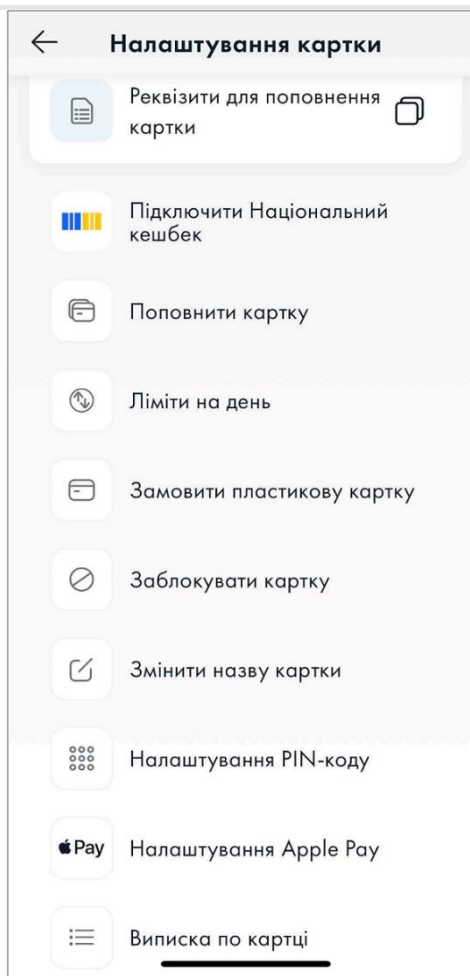 Налаштування картки
Реквізити для поповнення
картки
Підключити Національний
кешбек
Поповнити картку
Ліміти на день
Замовити пластикову картку
Заблокувати картку
Змінити назву картки
Налаштування PIN-коду
Pay
Налаштування Apple Pay
Виписка по картці